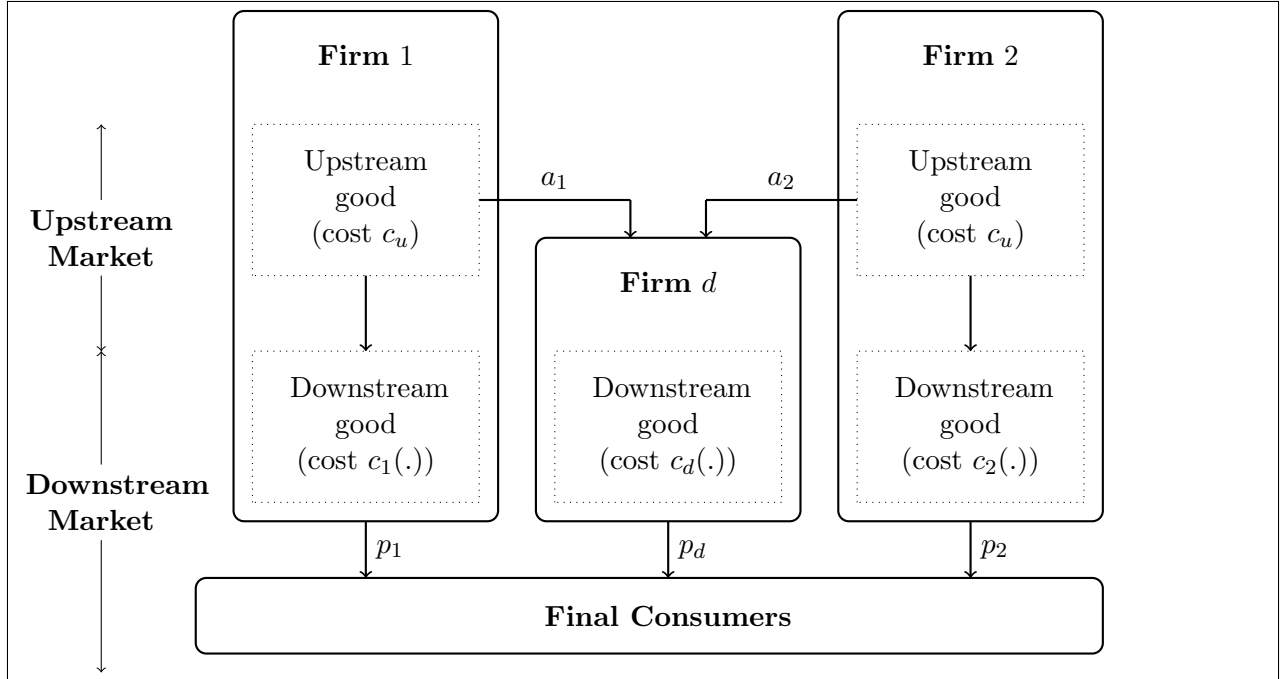 Firm 1
Firm 2
Upstream
good
(cost c_u)
a_1
a_2
Upstream
good
(cost c_u)
Upstream
Market
Firm d
Downstream
good
(cost c_1(.))
Downstream
good
(cost c_d(.))
Downstream
good
(cost c_2(.))
Downstream
Market
p_1
p_d
p_2
Final Consumers